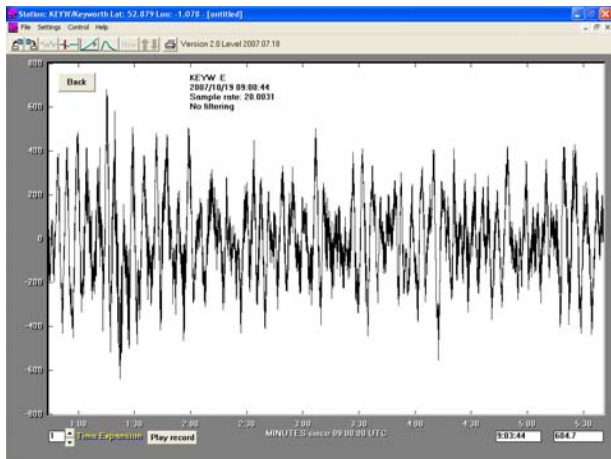 Station: KEYW/Keyworth Lat: 52.879 Lon: -1.078 - [untitled]
File Settings Control Help
Version 2.0 Level 2007.07.18
Back
KEYW E
2007/10/19 09:00:44
Sample rate: 20.0031
No filtering
800
600
400
200
0
-200
-400
-600
-800
1:00 1:30 2:00 2:30 3:00 3:30 4:00 4:30 5:00 5:30
MINUTES since 09:00:00 UTC
1 Time Expansion Play record 9:03:44 604.7